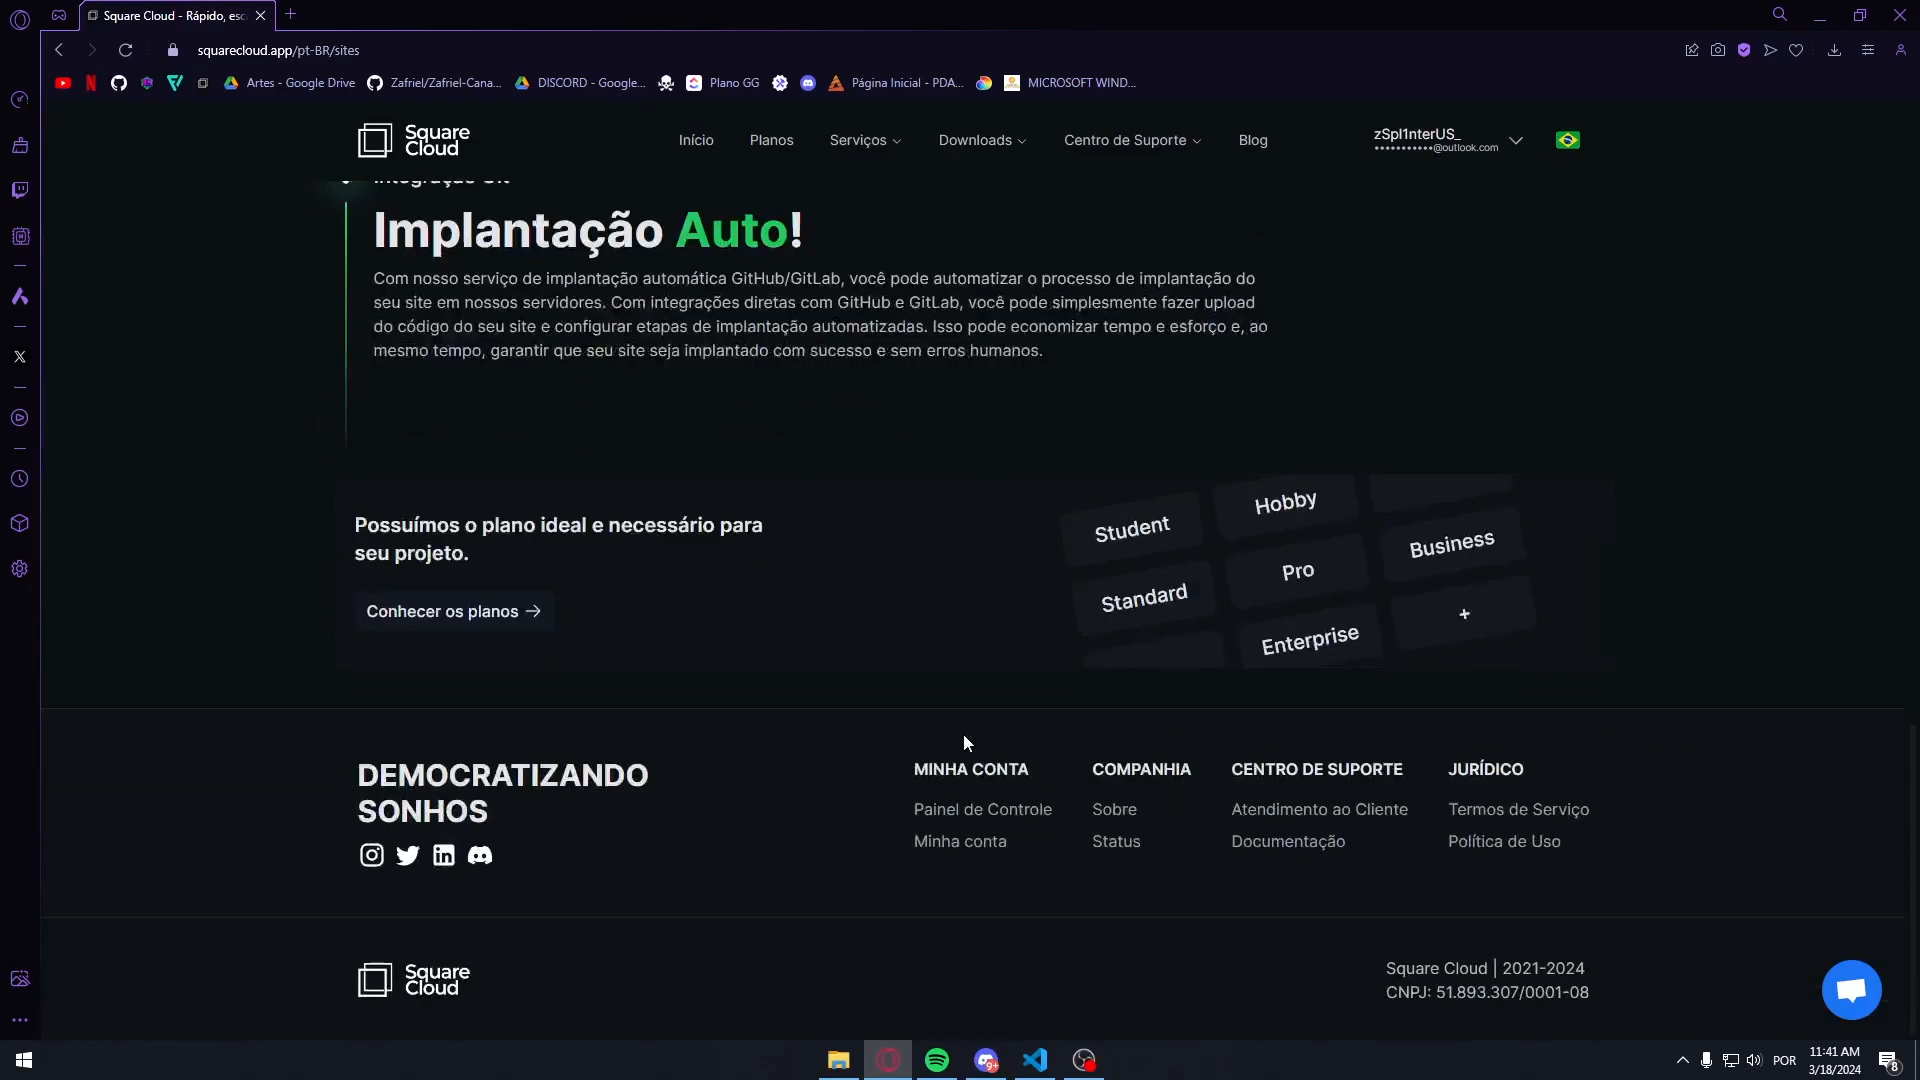 Square Cloud - Rápido, esc
squarecloud.app/pt-BR/sites
Artes - Google Drive
Zafriel/Zafriel-Cana...
DISCORD - Google...
Plano GG
Página Inicial - PDA...
MICROSOFT WIND...
Square
Cloud
Início
Planos
Serviços
Downloads
Centro de Suporte
Blog
zSpl1nterUS_
•••••••••••@outlook.com
Integração Git
Implantação Auto!
Com nosso serviço de implantação automática GitHub/GitLab, você pode automatizar o processo de implantação do
seu site em nossos servidores. Com integrações diretas com GitHub e GitLab, você pode simplesmente fazer upload
do código do seu site e configurar etapas de implantação automatizadas. Isso pode economizar tempo e esforço e, ao
mesmo tempo, garantir que seu site seja implantado com sucesso e sem erros humanos.
Possuímos o plano ideal e necessário para
seu projeto.
Conhecer os planos →
Student
Hobby
Business
Standard
Pro
Enterprise
+
DEMOCRATIZANDO
SONHOS
MINHA CONTA
Painel de Controle
Minha conta
COMPANHIA
Sobre
Status
CENTRO DE SUPORTE
Atendimento ao Cliente
Documentação
JURÍDICO
Termos de Serviço
Política de Uso
Square
Cloud
Square Cloud | 2021-2024
CNPJ: 51.893.307/0001-08
9+
POR
11:41 AM
3/18/2024
8